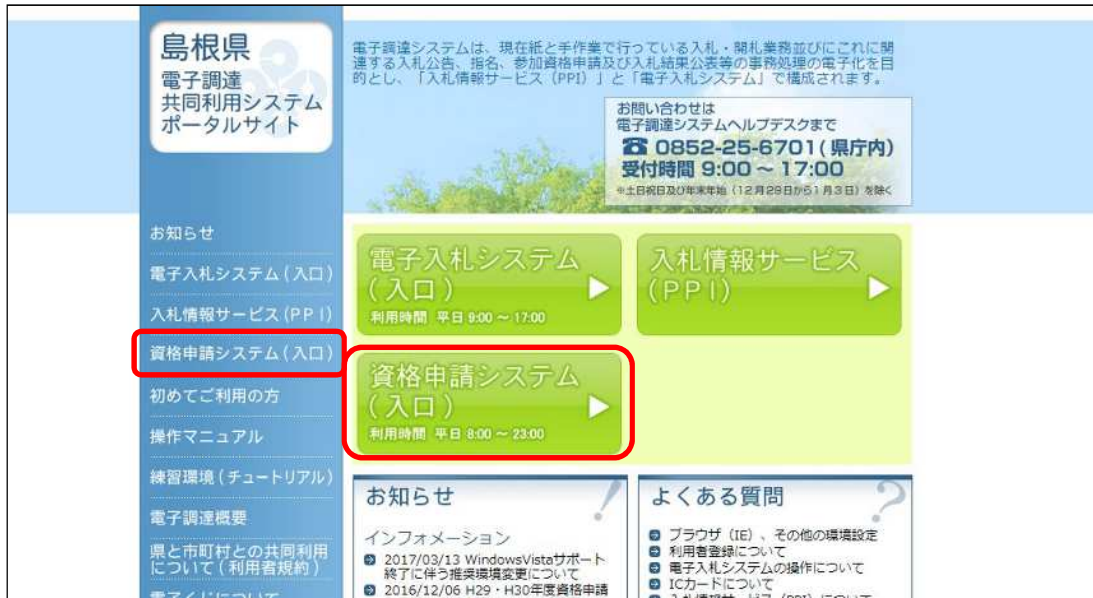 島根県
電子調達
共同利用システム
ポータルサイト
電子調達システムは、現在紙と手作業で行っている入札・開札業務並びにこれに関
連する入札公告、指名、参加資格申請及び入札結果公表等の事務処理の電子化を目
的とし、「入札情報サービス（PPI）」と「電子入札システム」で構成されます。
お問い合わせは
電子調達システムヘルプデスクまで
☎ 0852-25-6701(県庁内)
受付時間 9:00 ~ 17:00
※土日祝日及び年末年始（12月29日から1月3日）を除く
お知らせ
電子入札システム(入口)
入札情報サービス(PPI)
資格申請システム(入口)
初めてご利用の方
操作マニュアル
練習環境(チュートリアル)
電子調達概要
県と市町村との共同利用
について(利用者規約)
電子くじについて
電子入札システム
(入口)
利用時間 平日 9:00 ~ 17:00
入札情報サービス
(PPI)
資格申請システム
(入口)
利用時間 平日 8:00 ~ 23:00
お知らせ
インフォメーション
2017/03/13 WindowsVistaサポート
終了に伴う推奨環境変更について
2016/12/06 H29・H30年度資格申請
よくある質問
ブラウザ（IE）、その他の環境設定
利用者登録について
電子入札システムの操作について
ICカードについて
入札情報サービス（PPI）について